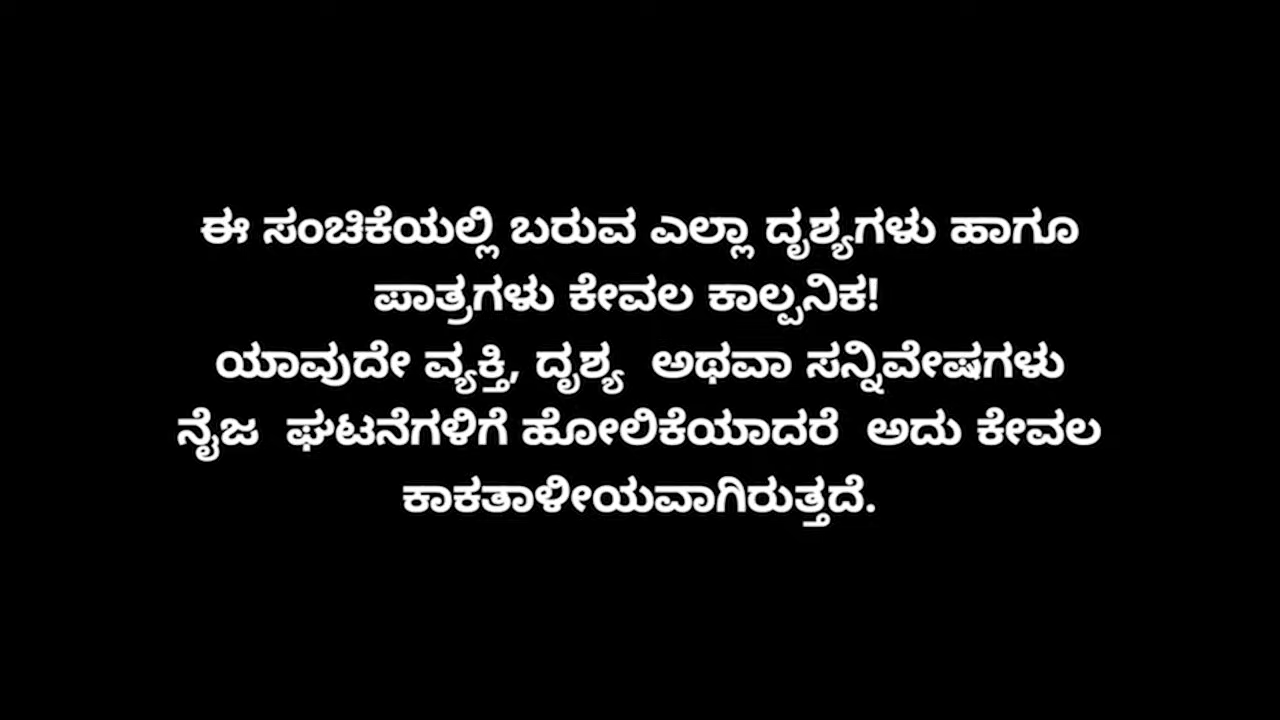 ಈ ಸಂಚಿಕೆಯಲ್ಲಿ ಬರುವ ಎಲ್ಲಾ ದೃಶ್ಯಗಳು ಹಾಗೂ
ಪಾತ್ರಗಳು ಕೇವಲ ಕಾಲ್ಪನಿಕ!
ಯಾವುದೇ ವ್ಯಕ್ತಿ, ದೃಶ್ಯ ಅಥವಾ ಸನ್ನಿವೇಷಗಳು
ನೈಜ ಘಟನೆಗಳಿಗೆ ಹೋಲಿಕೆಯಾದರೆ ಅದು ಕೇವಲ
ಕಾಕತಾಳೀಯವಾಗಿರುತ್ತದೆ.